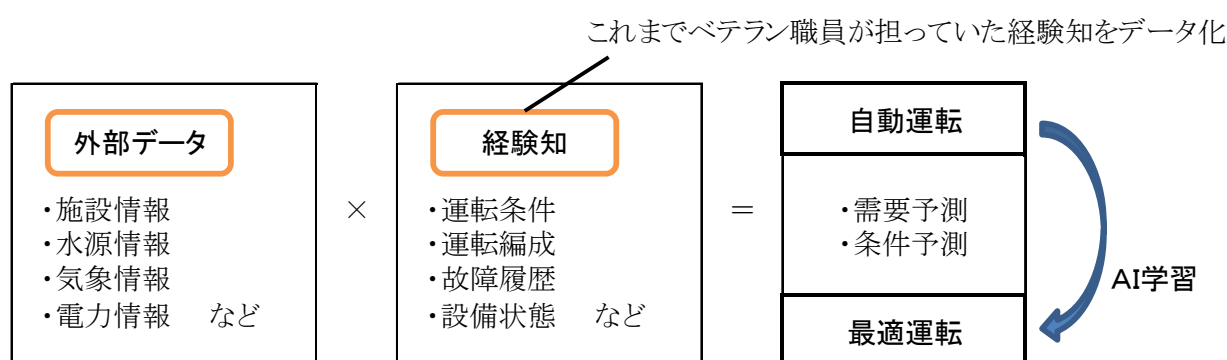 これまでベテラン職員が担っていた経験知をデータ化
外部データ
・施設情報
・水源情報
・気象情報
・電力情報　など
×
経験知
・運転条件
・運転編成
・故障履歴
・設備状態　など
＝
自動運転
・需要予測
・条件予測
最適運転
AI学習